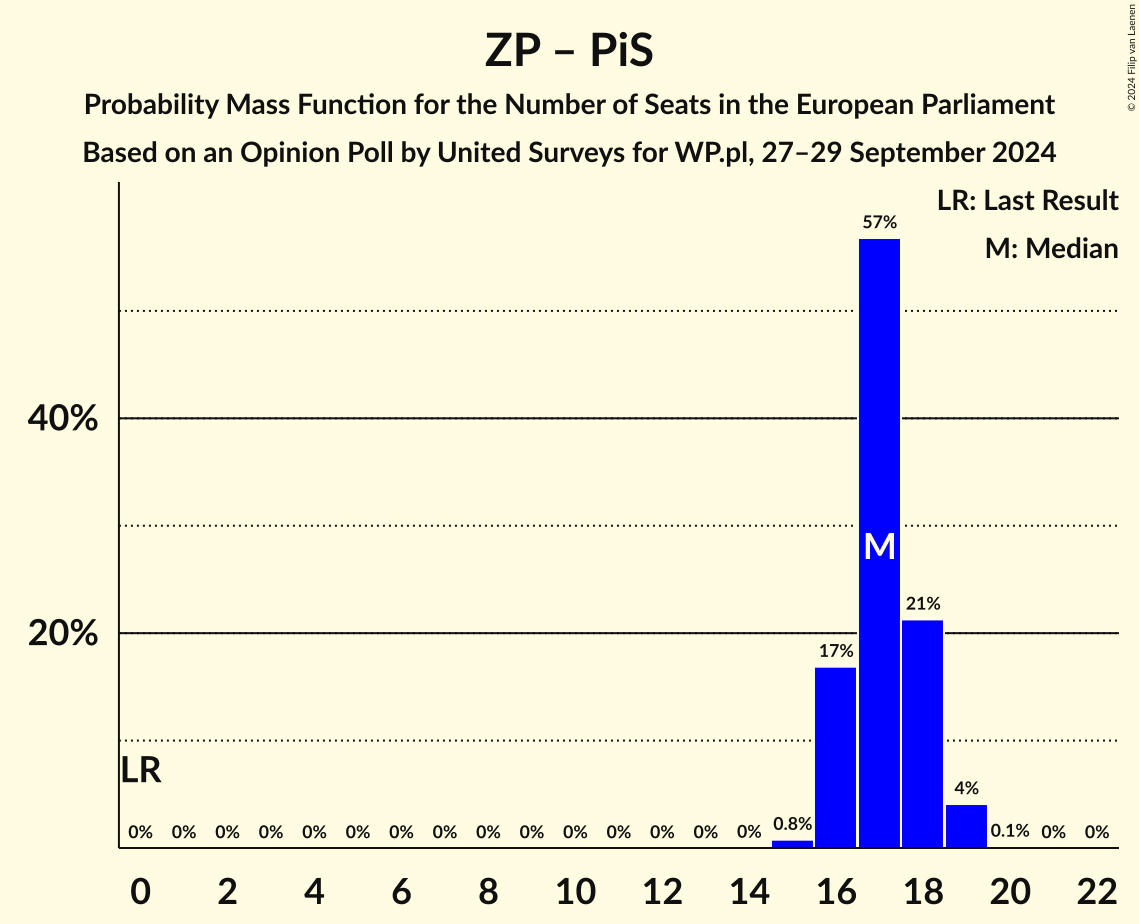 ZP – PiS
Probability Mass Function for the Number of Seats in the European Parliament
Based on an Opinion Poll by United Surveys for WP.pl, 27–29 September 2024
© 2024 Filip van Laenen
LR: Last Result
M: Median
57%
40%
M
21%
20%
17%
LR
4%
0% 0% 0% 0% 0% 0% 0% 0% 0% 0% 0% 0% 0% 0% 0% 0.8% 0.1% 0% 0%
0 2 4 6 8 10 12 14 16 18 20 22